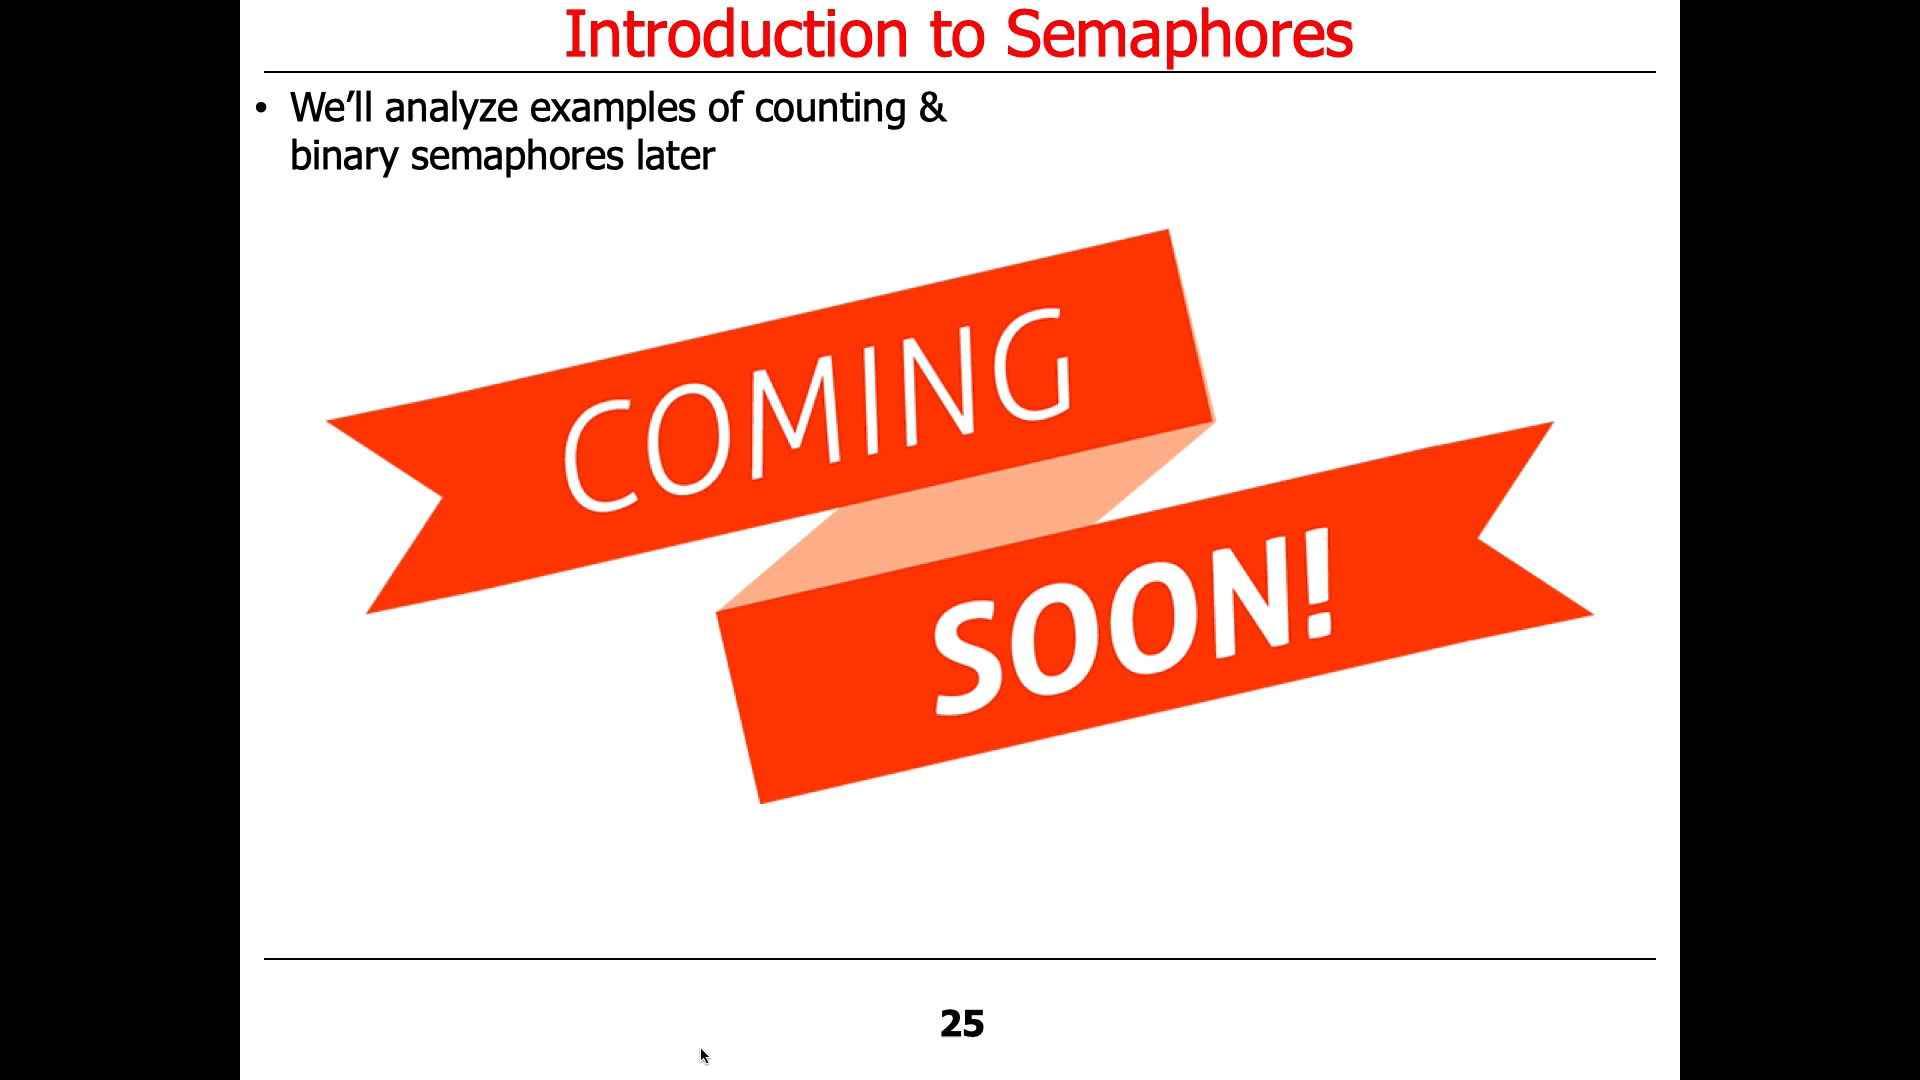 Introduction to Semaphores
• We’ll analyze examples of counting &
binary semaphores later
COMING
SOON!
25